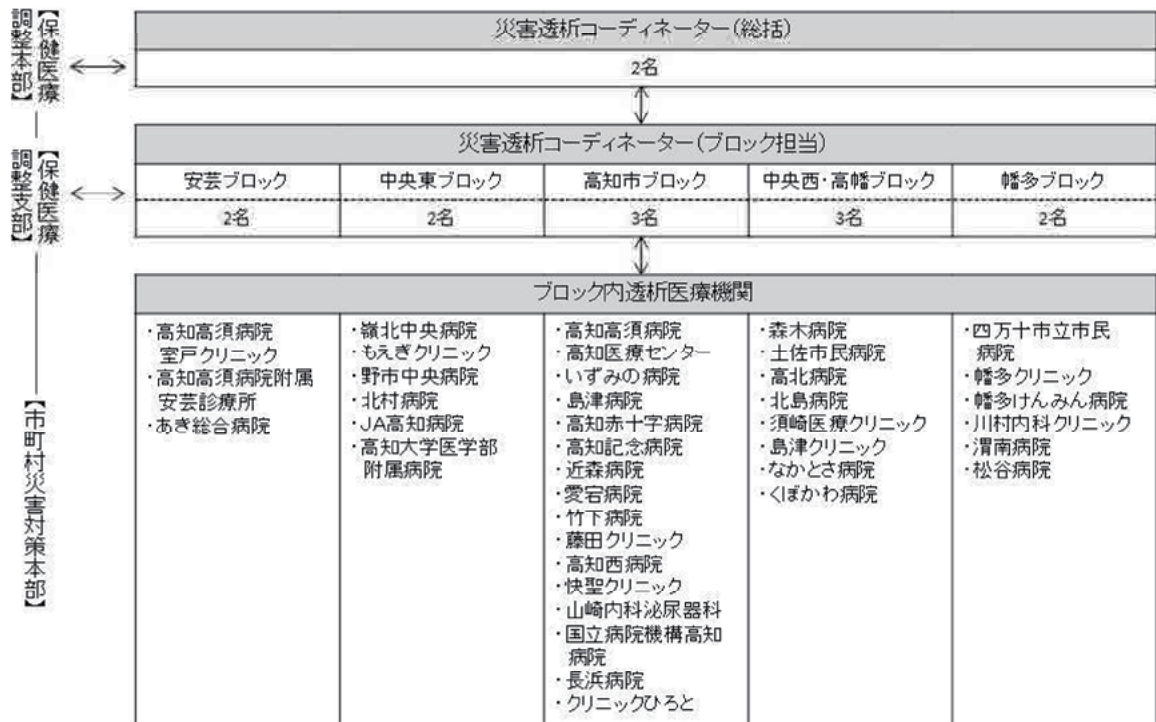 【保健医療
調整本部】
災害透析コーディネーター(総括)
2名
【保健医療
調整支部】
災害透析コーディネーター(ブロック担当)
安芸ブロック
中央東ブロック
高知市ブロック
中央西・高幡ブロック
幡多ブロック
2名
2名
3名
3名
2名
【市町村災害対策本部】
ブロック内透析医療機関
・高知高須病院
室戸クリニック
・高知高須病院附属
安芸診療所
・あき総合病院
・嶺北中央病院
・もえぎクリニック
・野市中央病院
・北村病院
・JA高知病院
・高知大学医学部
附属病院
・高知高須病院
・高知医療センター
・いずみの病院
・島津病院
・高知赤十字病院
・高知記念病院
・近森病院
・愛宕病院
・竹下病院
・藤田クリニック
・高知西病院
・快聖クリニック
・山崎内科泌尿器科
・国立病院機構高知
病院
・長浜病院
・クリニックひろと
・森木病院
・土佐市民病院
・高北病院
・北島病院
・須崎医療クリニック
・島津クリニック
・なかとさ病院
・くぼかわ病院
・四万十市立市民
病院
・幡多クリニック
・幡多けんみん病院
・川村内科クリニック
・渭南病院
・松谷病院